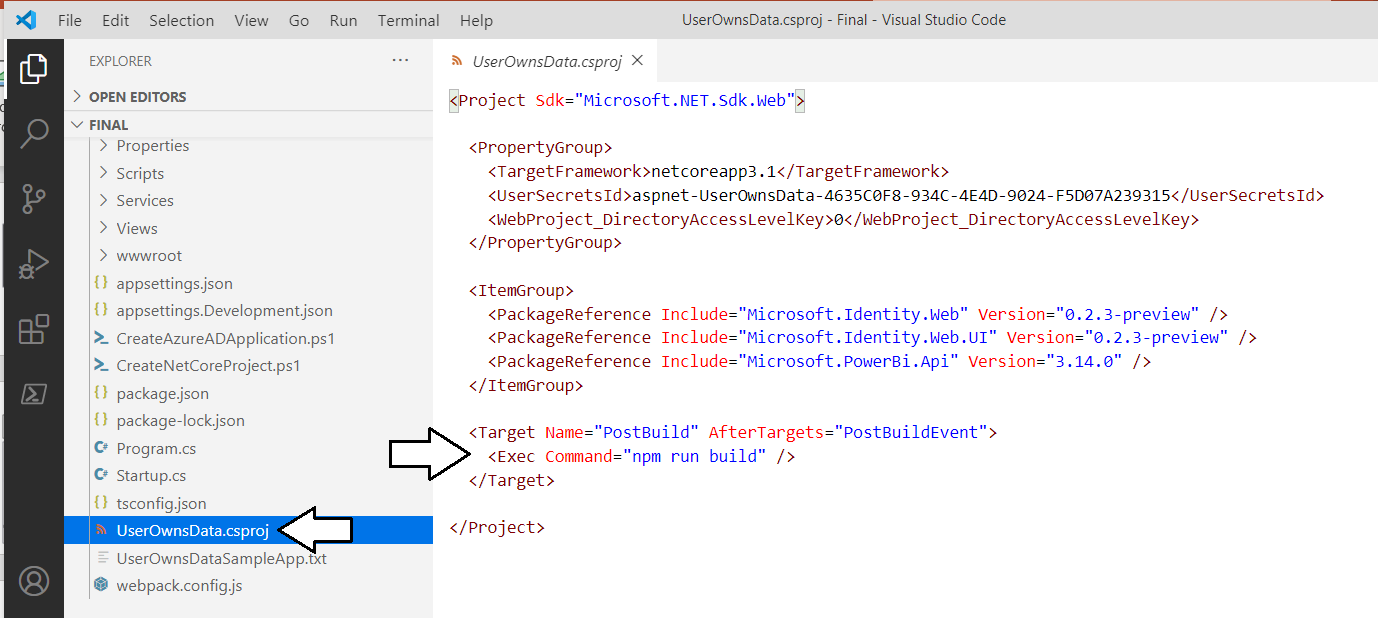 File Edit Selection View Go Run Terminal Help UserOwnsData.csproj - Final - Visual Studio Code
EXPLORER ...
OPEN EDITORS
FINAL
Properties
Scripts
Services
Views
wwwroot
{} appsettings.json
{} appsettings.Development.json
CreateAzureADApplication.ps1
CreateNetCoreProject.ps1
{} package.json
{} package-lock.json
C# Program.cs
C# Startup.cs
{} tsconfig.json
UserOwnsData.csproj
UserOwnsDataSampleApp.txt
webpack.config.js
UserOwnsData.csproj
<Project Sdk="Microsoft.NET.Sdk.Web">
<PropertyGroup>
<TargetFramework>netcoreapp3.1</TargetFramework>
<UserSecretsId>aspnet-UserOwnsData-4635C0F8-934C-4E4D-9024-F5D07A239315</UserSecretsId>
<WebProject_DirectoryAccessLevelKey>0</WebProject_DirectoryAccessLevelKey>
</PropertyGroup>
<ItemGroup>
<PackageReference Include="Microsoft.Identity.Web" Version="0.2.3-preview" />
<PackageReference Include="Microsoft.Identity.Web.UI" Version="0.2.3-preview" />
<PackageReference Include="Microsoft.PowerBi.Api" Version="3.14.0" />
</ItemGroup>
<Target Name="PostBuild" AfterTargets="PostBuildEvent">
<Exec Command="npm run build" />
</Target>
</Project>